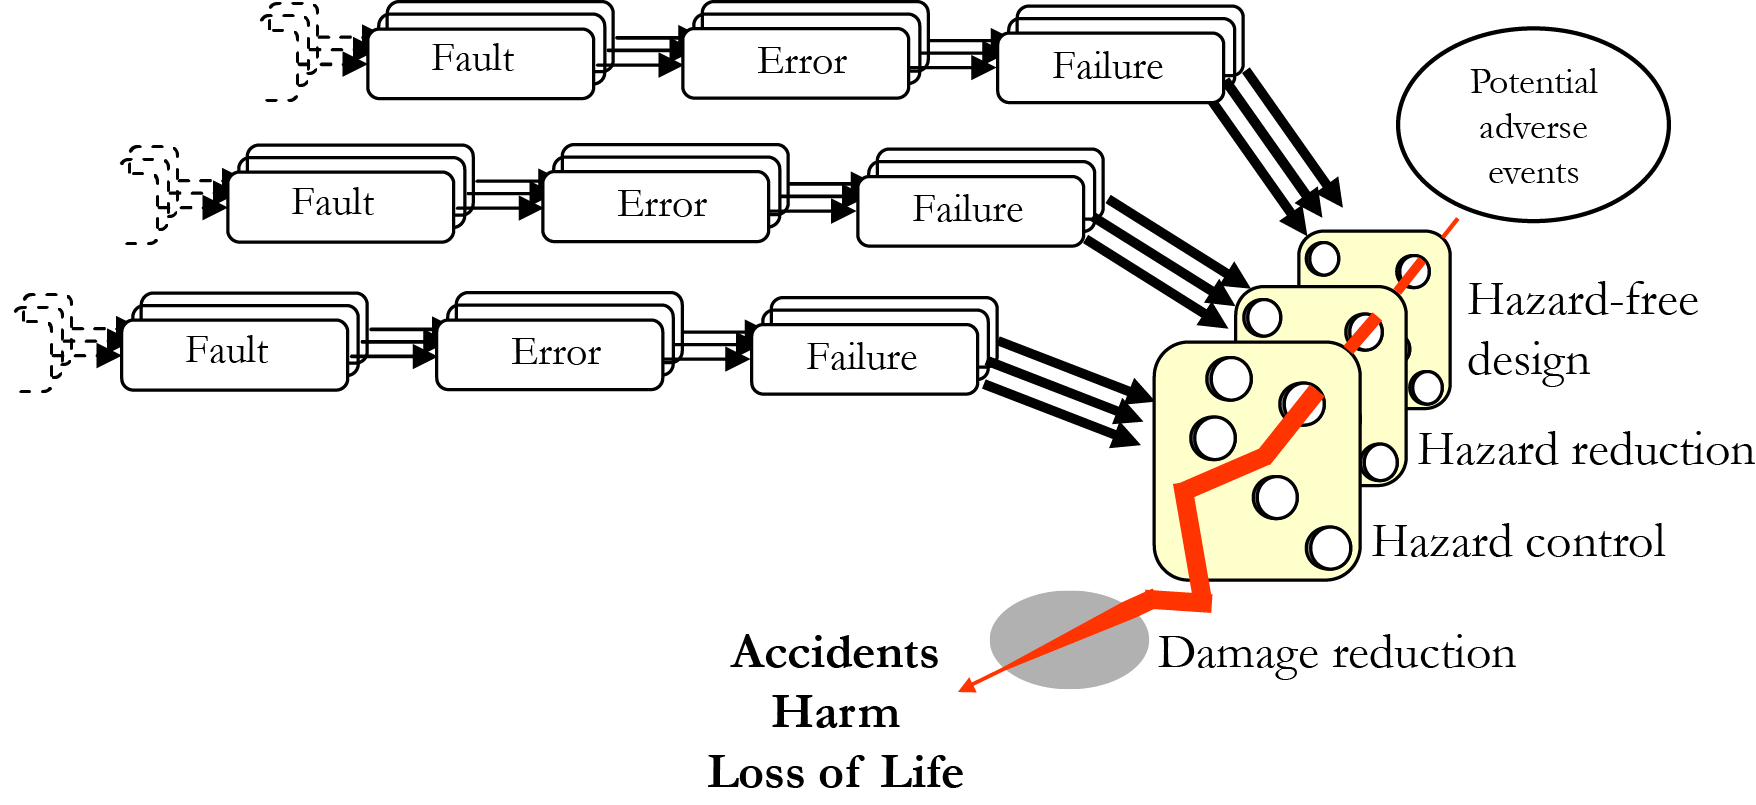 Fault
Error
Failure
Potential
adverse
events
Fault
Error
Failure
Fault
Error
Failure
Hazard-free
design
Hazard reduction
Hazard control
Damage reduction
Accidents
Harm
Loss of Life